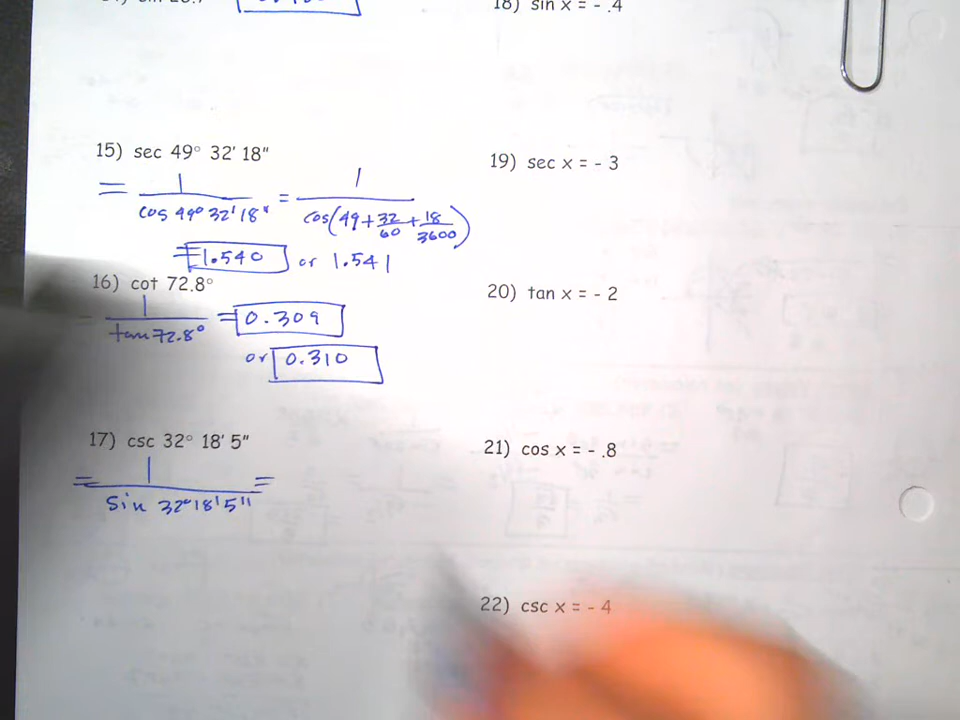 18) sin x = - .4
15) sec 49° 32' 18"
= 1 / cos 49° 32' 18" = 1 / cos(49 + 32/60 + 18/3600)
= 1.540 or 1.541
16) cot 72.8°
1 / tan 72.8° = 0.309
or 0.310
17) csc 32° 18' 5"
= 1 / sin 32° 18' 5" =
19) sec x = - 3
20) tan x = - 2
21) cos x = - .8
22) csc x = - 4